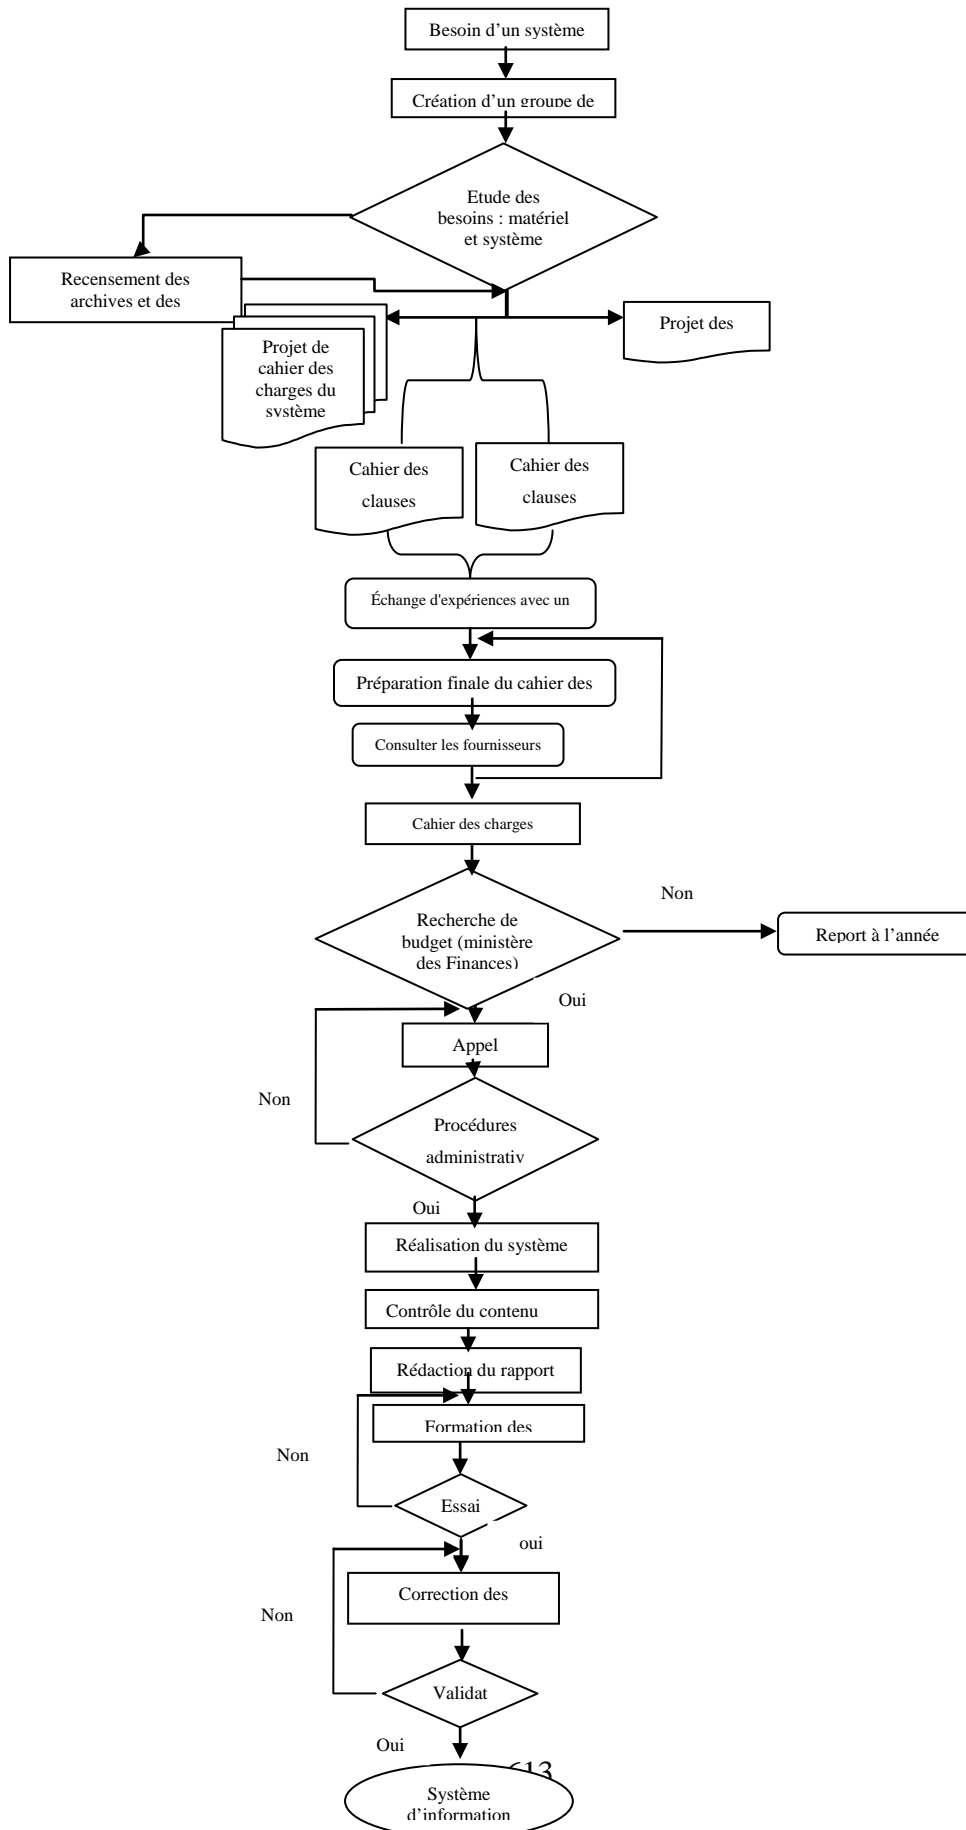 Besoin d’un système
Création d’un groupe de
Etude des
besoins : matériel
et système
Recensement des
archives et des
Projet des
Projet de
cahier des
charges du
système
Cahier des
clauses
Cahier des
clauses
Échange d'expériences avec un
Préparation finale du cahier des
Consulter les fournisseurs
Cahier des charges
Recherche de
budget (ministère
des Finances)
Non
Report à l’année
Oui
Appel
Non
Procédures
administrativ
Oui
Réalisation du système
Contrôle du contenu
Rédaction du rapport
Formation des
Non
Essai
oui
Correction des
Non
Validat
Oui
613
Système
d’information